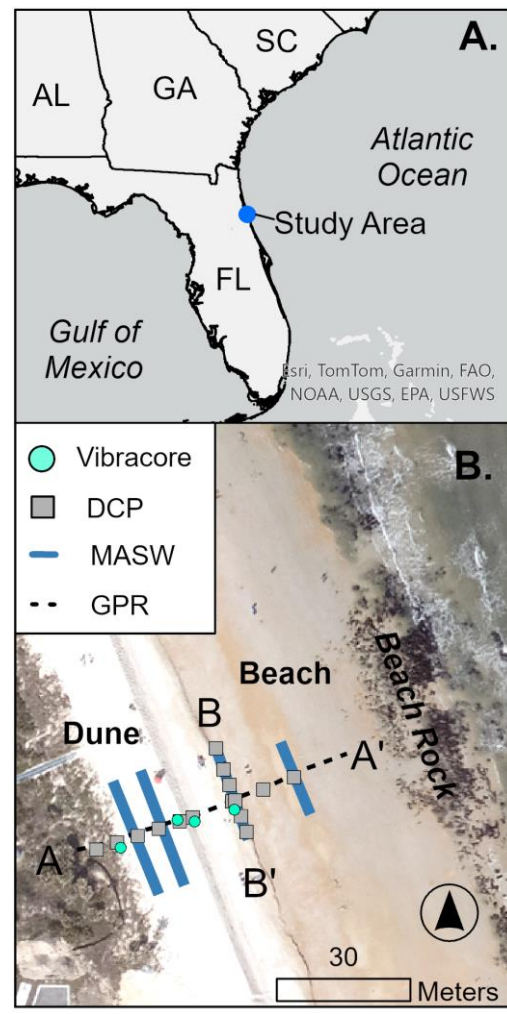 SC
A.
GA
AL
Atlantic
Ocean
Study Area
FL
Gulf of
Mexico
Esri, TomTom, Garmin, FAO,
NOAA, USGS, EPA, USFWS
B.
Vibracore
DCP
MASW
GPR
Beach
Beach Rock
B
Dune
A'
A
B'
30
Meters